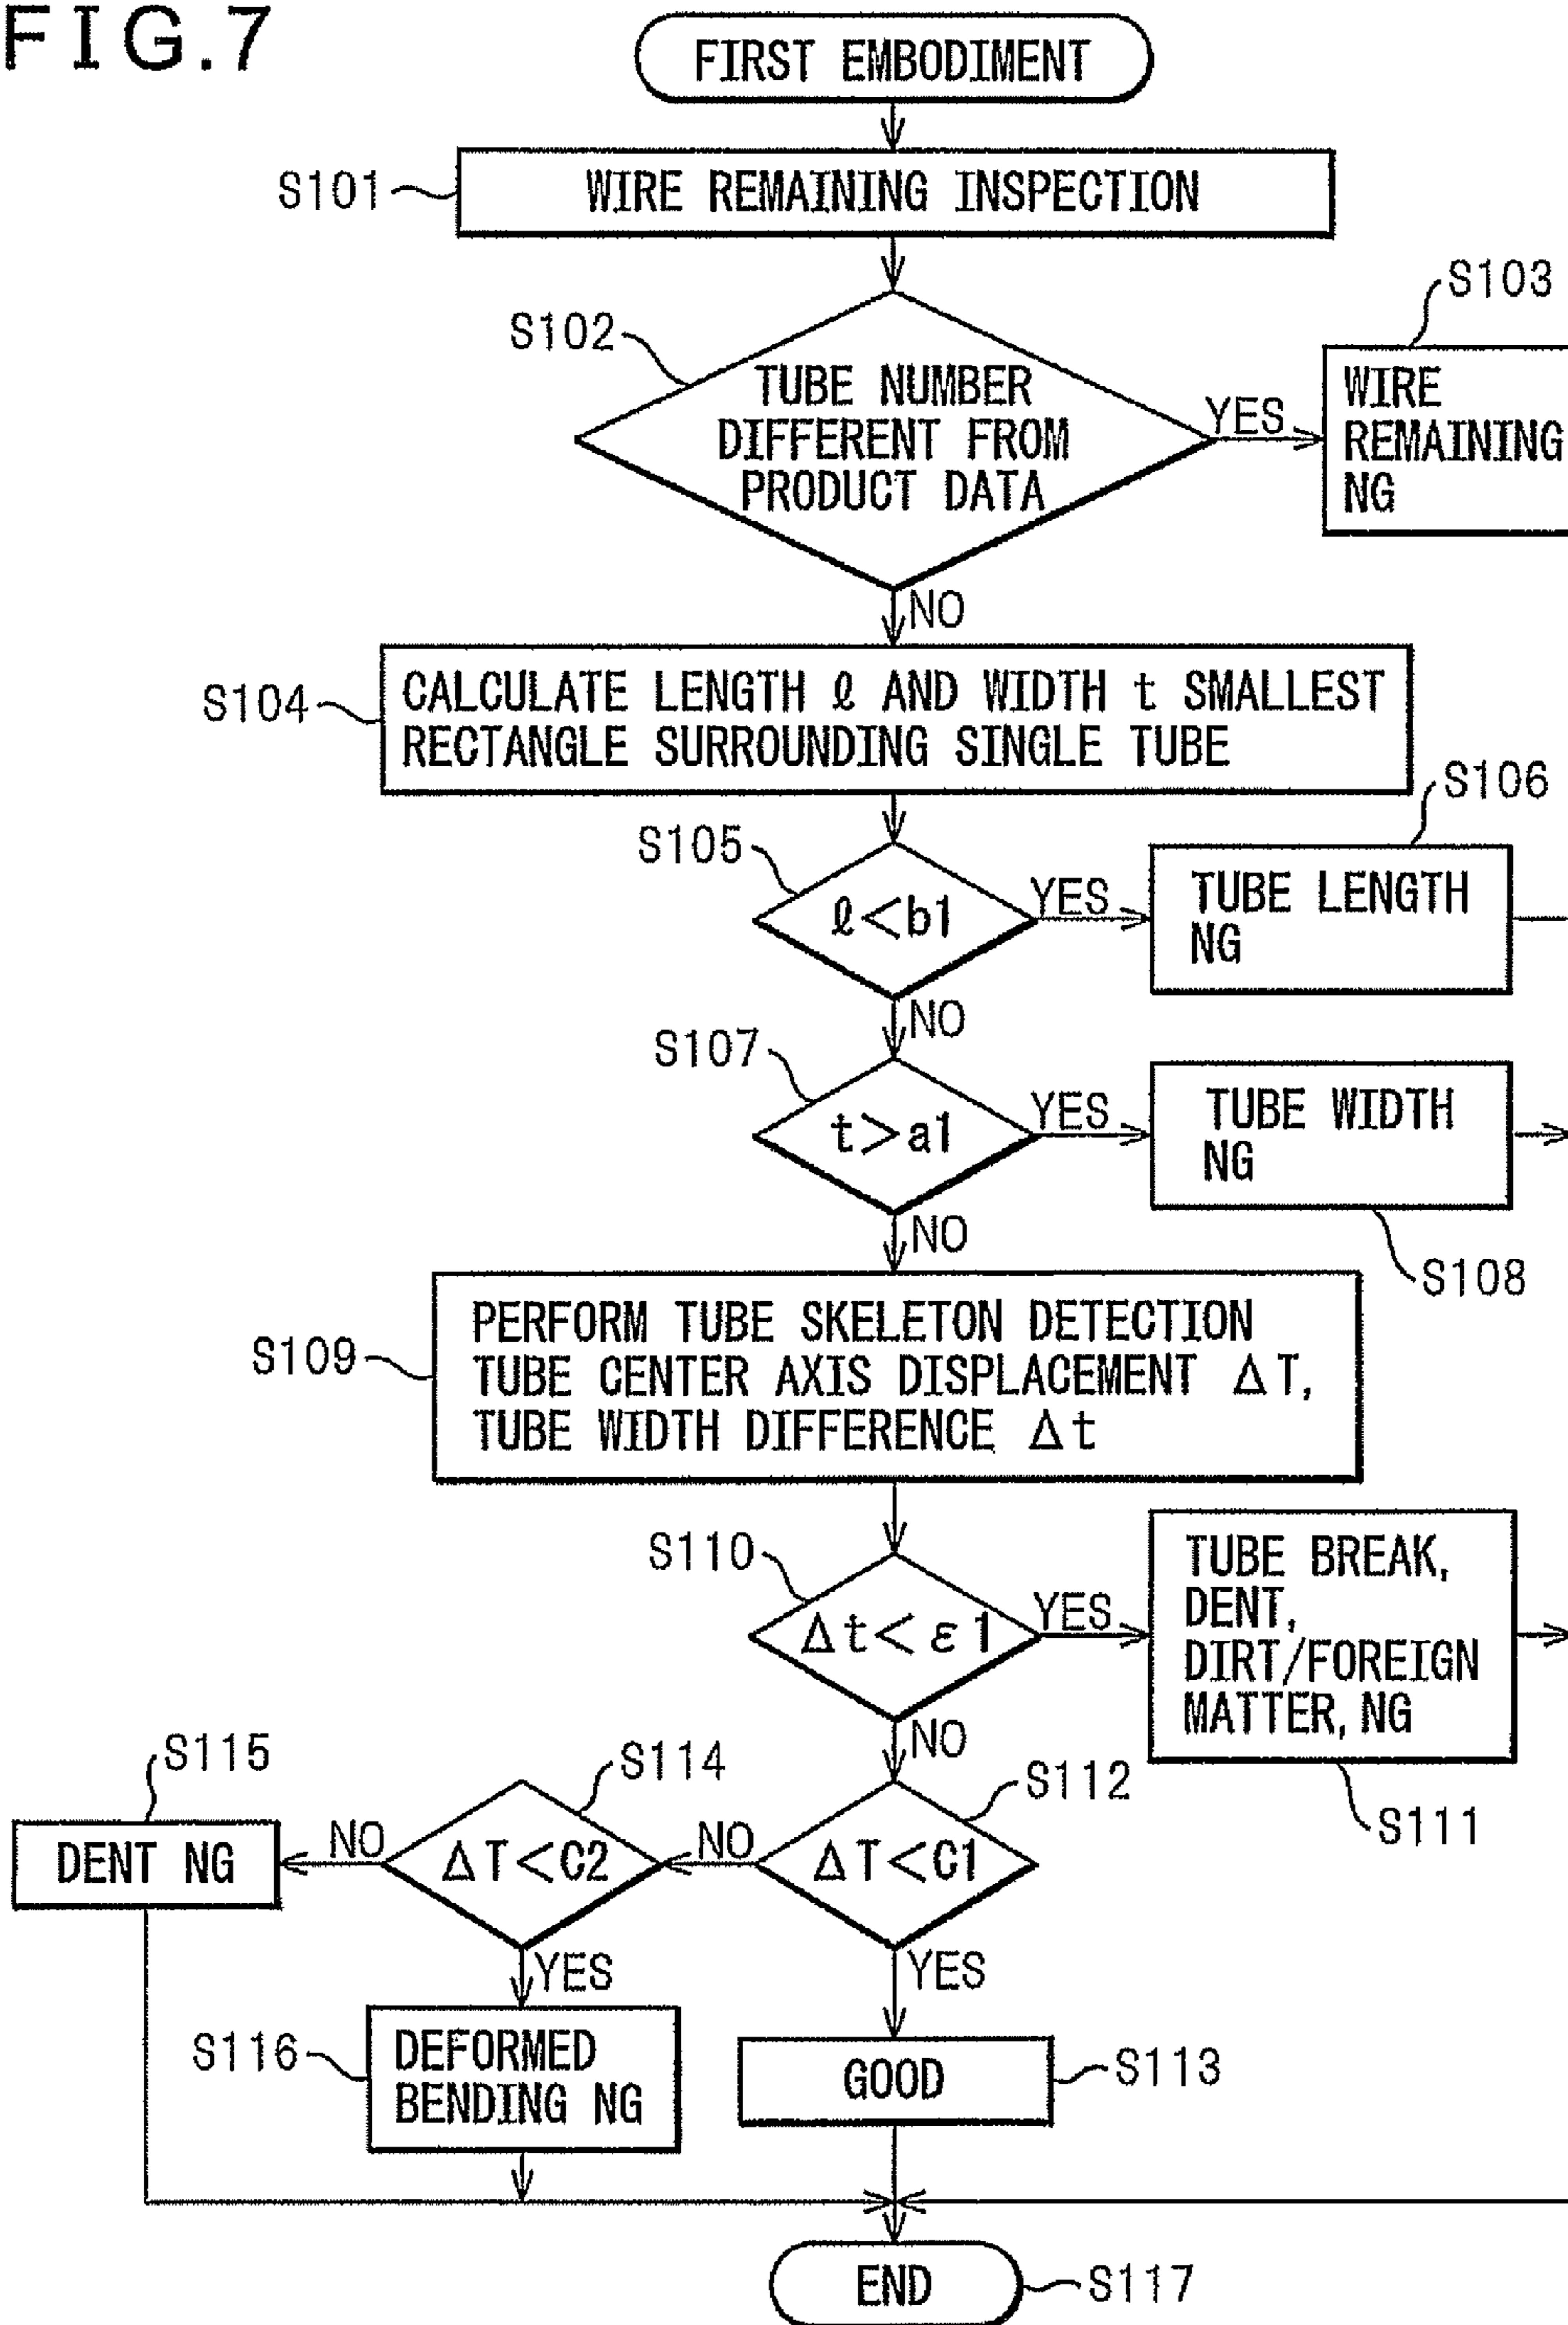 FIG.7
FIRST EMBODIMENT
S101
WIRE REMAINING INSPECTION
S102
TUBE NUMBER
DIFFERENT FROM
PRODUCT DATA
YES
S103
WIRE
REMAINING
NG
NO
S104
CALCULATE LENGTH ℓ AND WIDTH t SMALLEST
RECTANGLE SURROUNDING SINGLE TUBE
S105
ℓ<b1
YES
S106
TUBE LENGTH
NG
NO
S107
t>a1
YES
TUBE WIDTH
NG
S108
NO
S109
PERFORM TUBE SKELETON DETECTION
TUBE CENTER AXIS DISPLACEMENT ΔT,
TUBE WIDTH DIFFERENCE Δt
S110
Δt<ε1
YES
TUBE BREAK,
DENT,
DIRT/FOREIGN
MATTER, NG
S111
NO
S112
ΔT<C1
NO
S114
ΔT<C2
NO
S115
DENT NG
YES
S116
DEFORMED
BENDING NG
YES
GOOD
S113
END
S117